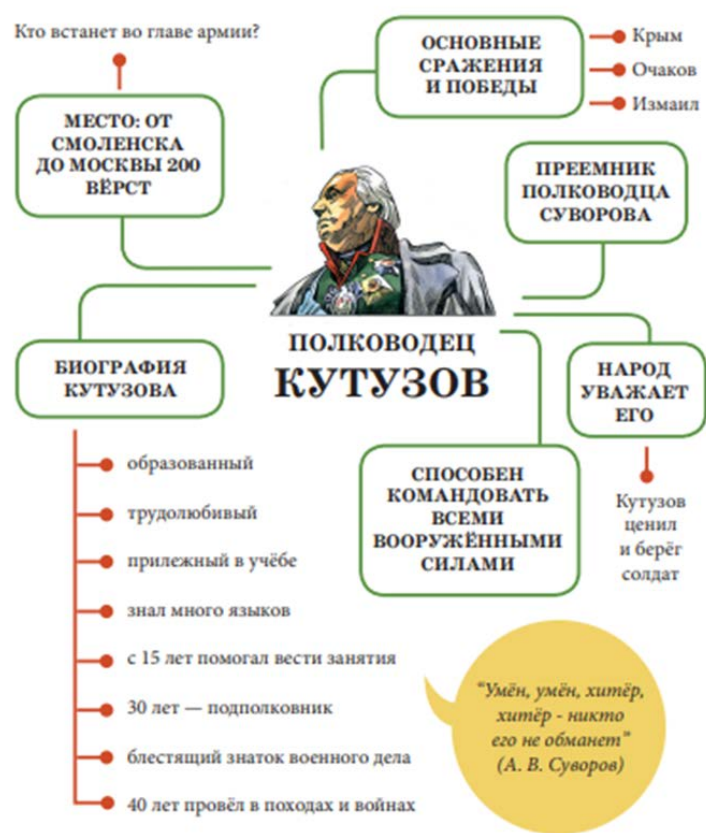 Кто встанет во главе армии?
МЕСТО: ОТ
СМОЛЕНСКА
ДО МОСКВЫ 200
ВЁРСТ
ОСНОВНЫЕ
СРАЖЕНИЯ
И ПОБЕДЫ
Крым
Очаков
Измаил
ПРЕЕМНИК
ПОЛКОВОДЦА
СУВОРОВА
ПОЛКОВОДЕЦ
КУТУЗОВ
БИОГРАФИЯ
КУТУЗОВА
образованный
трудолюбивый
прилежный в учёбе
знал много языков
с 15 лет помогал вести занятия
30 лет — подполковник
блестящий знаток военного дела
40 лет провёл в походах и войнах
НАРОД
УВАЖАЕТ
ЕГО
Кутузов
ценил
и берёг
солдат
СПОСОБЕН
КОМАНДОВАТЬ
ВСЕМИ
ВООРУЖЁННЫМИ
СИЛАМИ
“Умён, умён, хитёр,
хитёр - никто
его не обманет”
(А. В. Суворов)